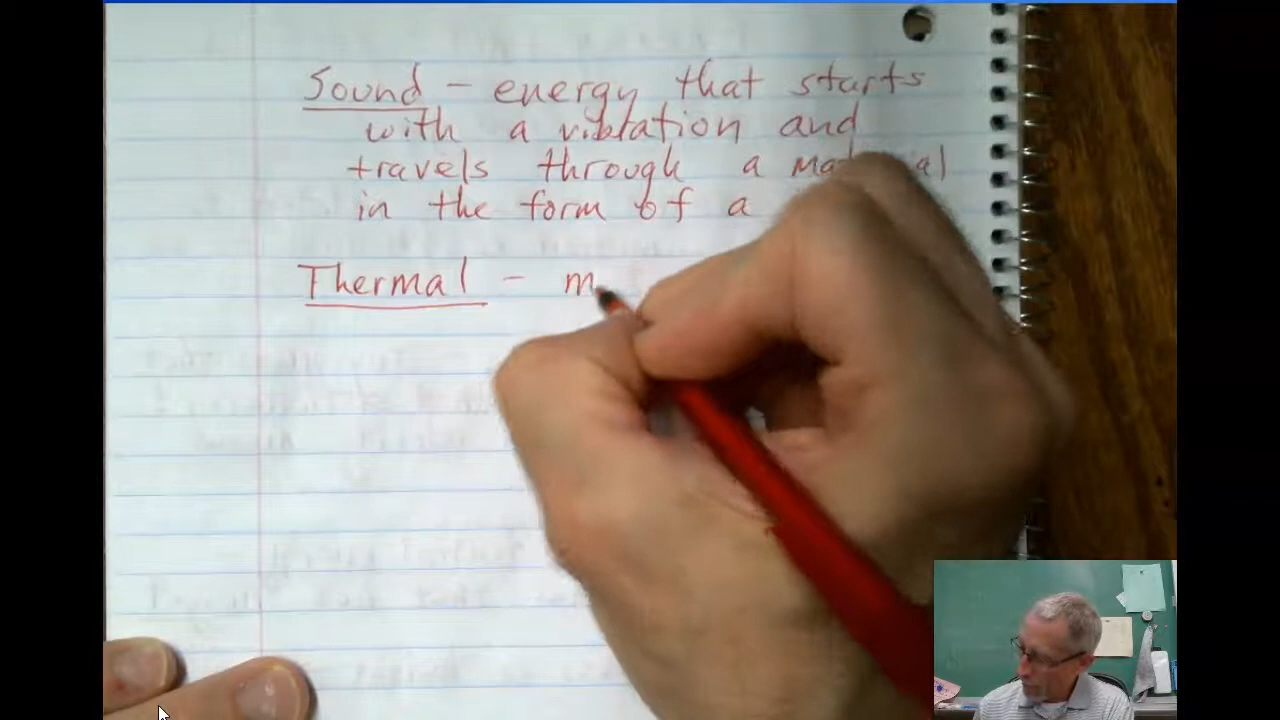 Sound - energy that starts
with a vibration and
travels through a
in the form of a
Thermal - m